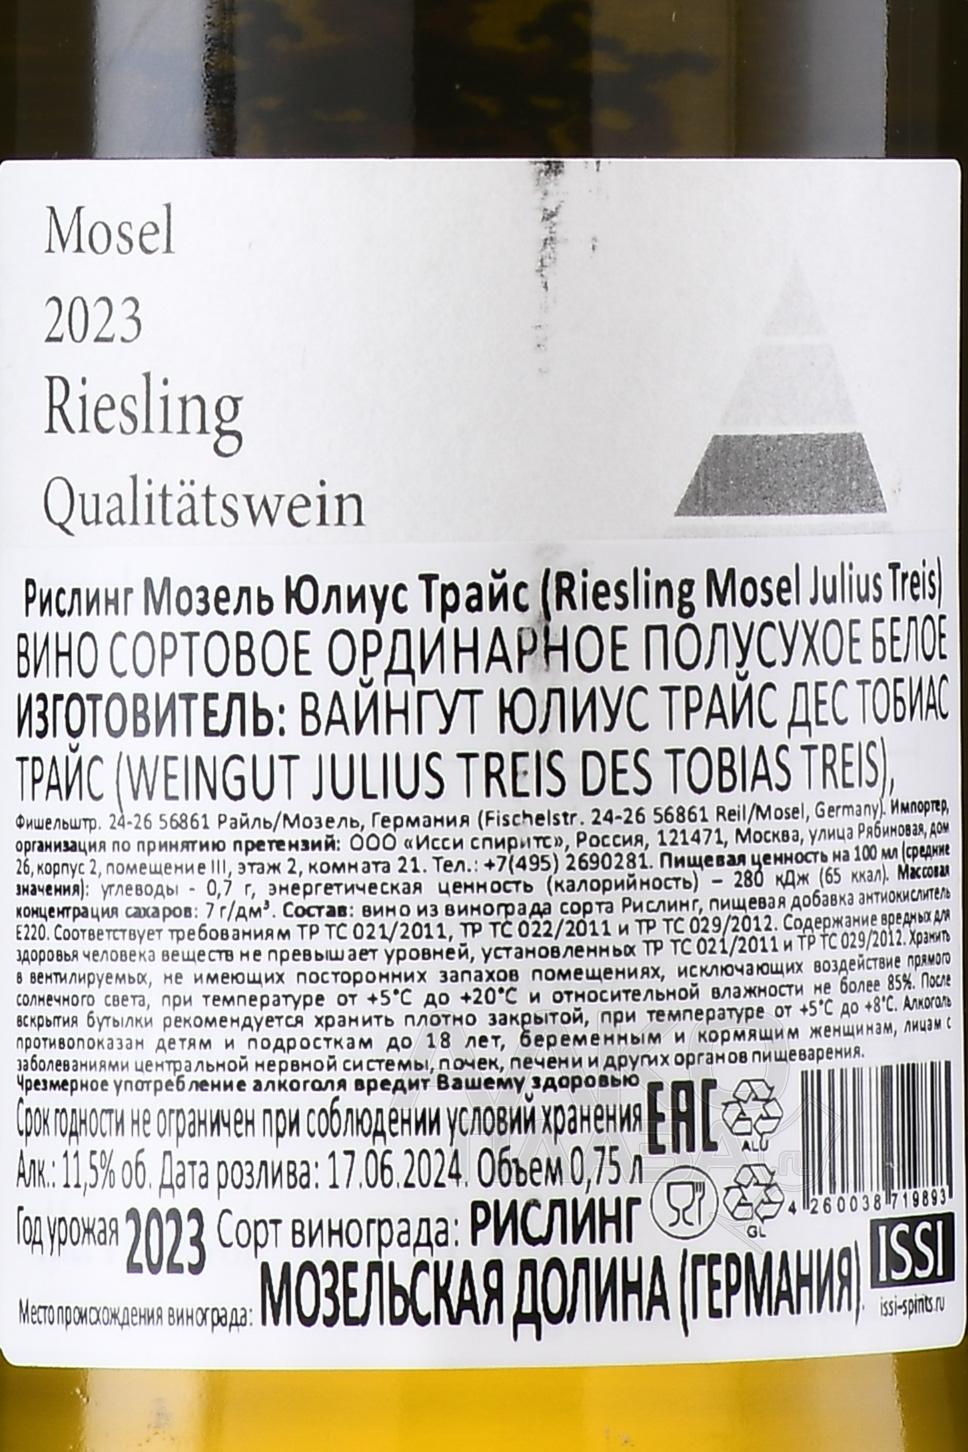 Mosel
2023
Riesling
Qualitätswein
Рислинг Мозель Юлиус Трайс (Riesling Mosel Julius Treis)
ВИНО СОРТОВОЕ ОРДИНАРНОЕ ПОЛУСУХОЕ БЕЛОЕ
ИЗГОТОВИТЕЛЬ: ВАЙНГУТ ЮЛИУС ТРАЙС ДЕС ТОБИАС
ТРАЙС (WEINGUT JULIUS TREIS DES TOBIAS TREIS),
Фишельштр. 24-26 56861 Райль/Мозель, Германия (Fischelstr. 24-26 56861 Reil/Mosel, Germany). Импортер,
организация по принятию претензий: ООО «Исси спиритс», Россия, 121471, Москва, улица Рябиновая, дом
26, корпус 2, помещение III, этаж 2, комната 21. Тел.: +7(495) 2690281. Пищевая ценность на 100 мл (средние
значения): углеводы - 0,7 г, энергетическая ценность (калорийность) – 280 кДж (65 ккал). Массовая
концентрация сахаров: 7 г/дм³. Состав: вино из винограда сорта Рислинг, пищевая добавка антиокислитель
Е220. Соответствует требованиям ТР ТС 021/2011, ТР ТС 022/2011 и ТР ТС 029/2012. Содержание вредных для
здоровья человека веществ не превышает уровней, установленных ТР ТС 021/2011 и ТР ТС 029/2012. Хранить
в вентилируемых, не имеющих посторонних запахов помещениях, исключающих воздействие прямого
солнечного света, при температуре от +5°С до +20°С и относительной влажности не более 85%. После
вскрытия бутылки рекомендуется хранить плотно закрытой, при температуре от +5°С до +8°С. Алкоголь
противопоказан детям и подросткам до 18 лет, беременным и кормящим женщинам, лицам с
заболеваниями центральной нервной системы, почек, печени и других органов пищеварения.
Чрезмерное употребление алкоголя вредит Вашему здоровью
Срок годности не ограничен при соблюдении условий хранения
EAC
ALU
Алк.: 11,5% об. Дата розлива: 17.06.2024. Объем 0,75 л
GL
4 260038 719893
Год урожая 2023 Сорт винограда: РИСЛИНГ
ISSI
issi-spirits.ru
Место происхождения винограда: МОЗЕЛЬСКАЯ ДОЛИНА (ГЕРМАНИЯ).